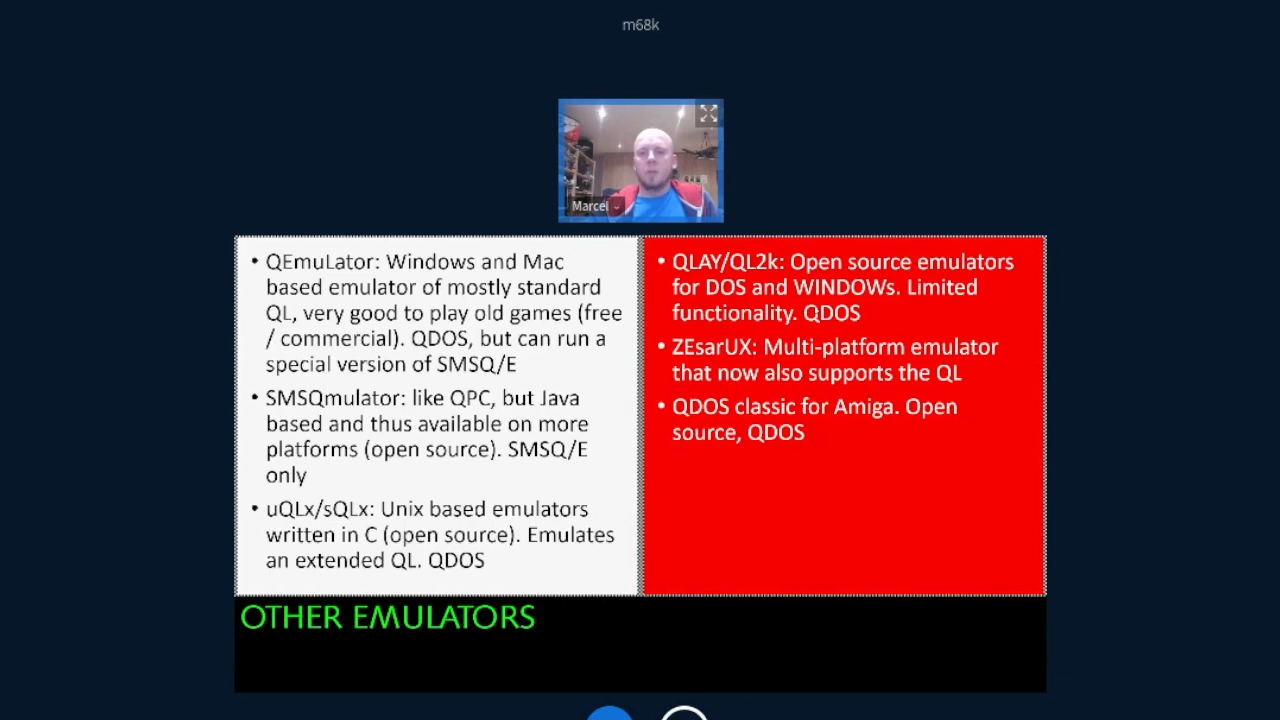 m68k
Marcel
• QEmuLator: Windows and Mac
based emulator of mostly standard
QL, very good to play old games (free
/ commercial). QDOS, but can run a
special version of SMSQ/E
• SMSQmulator: like QPC, but Java
based and thus available on more
platforms (open source). SMSQ/E
only
• uQLx/sQLx: Unix based emulators
written in C (open source). Emulates
an extended QL. QDOS
• QLAY/QL2k: Open source emulators
for DOS and WINDOWs. Limited
functionality. QDOS
• ZEsarUX: Multi-platform emulator
that now also supports the QL
• QDOS classic for Amiga. Open
source, QDOS
OTHER EMULATORS